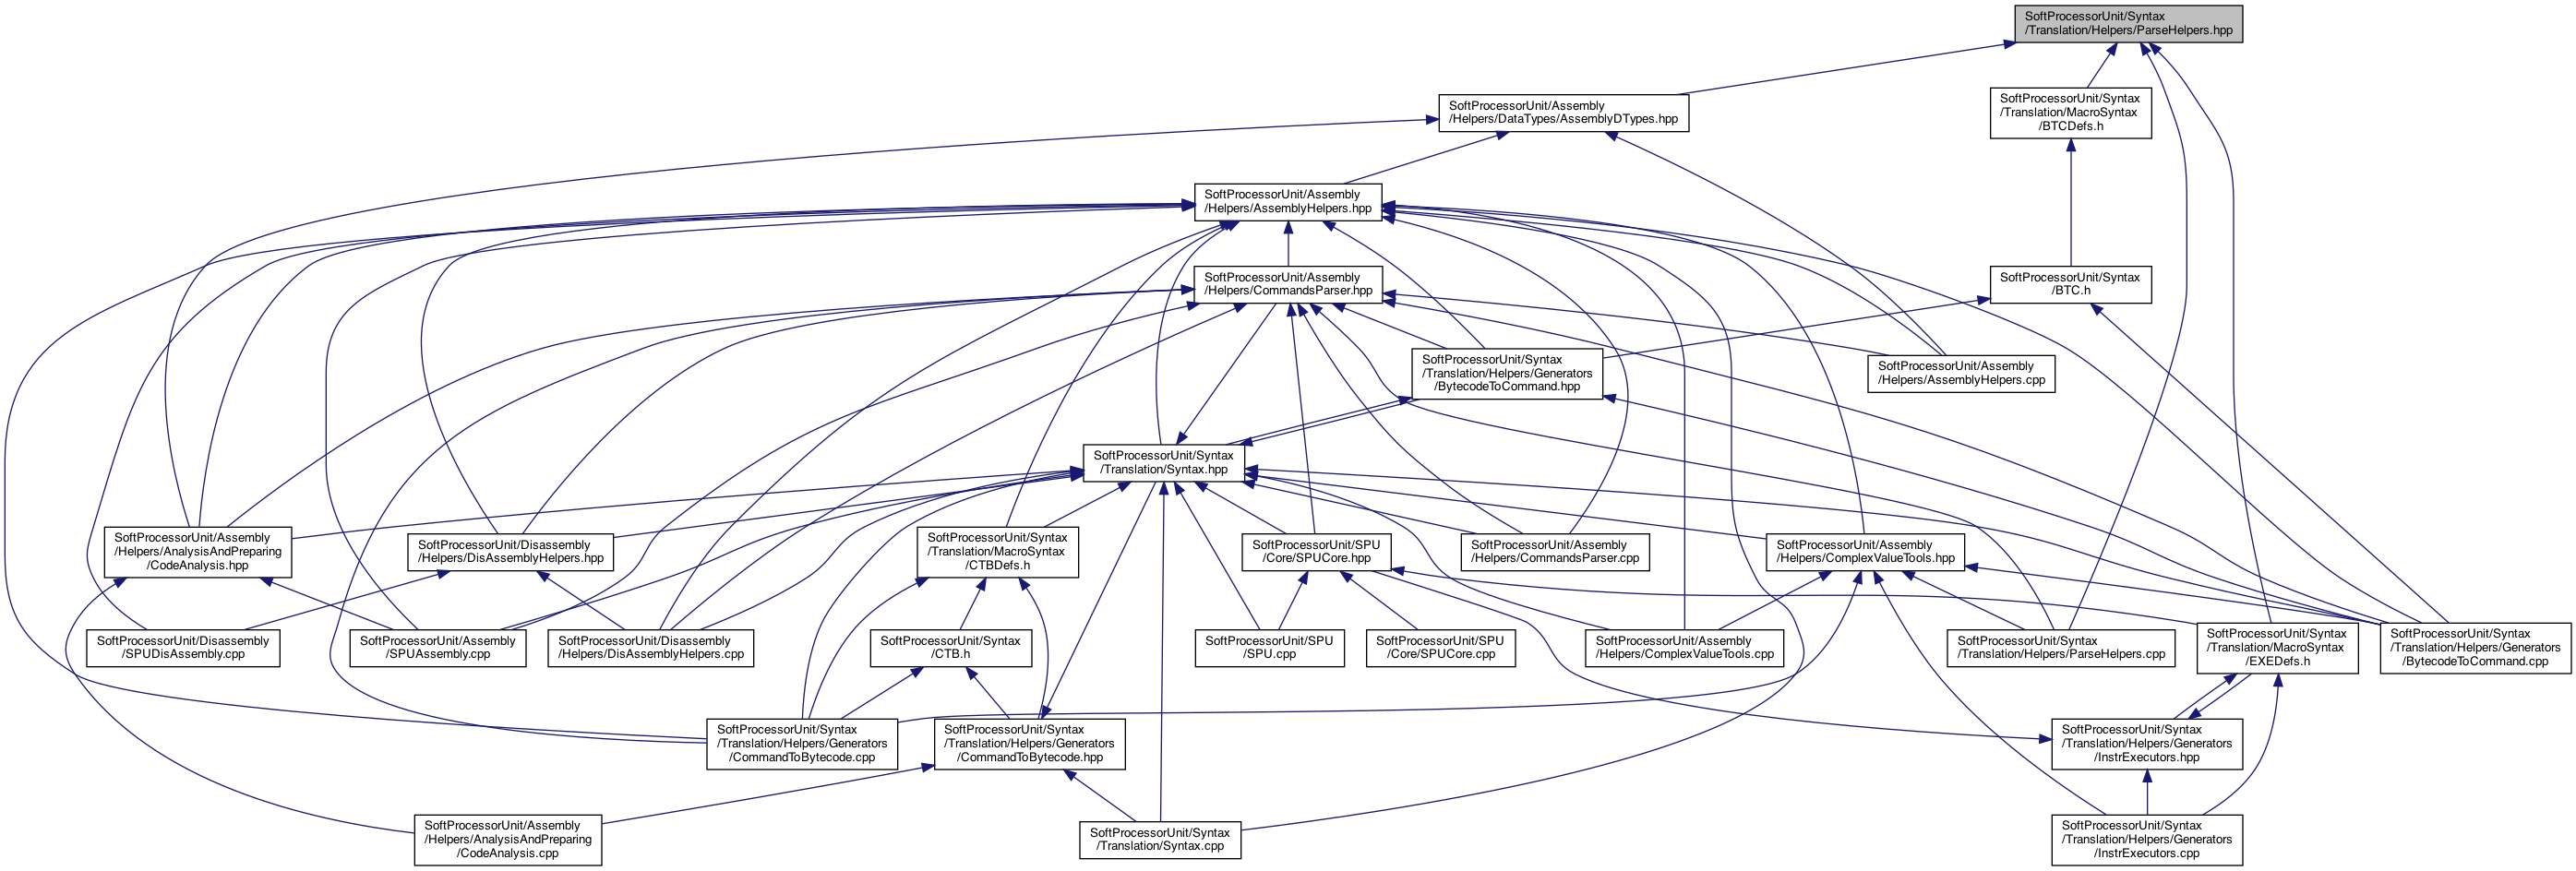 SoftProcessorUnit/Syntax
/Translation/Helpers/ParseHelpers.hpp
SoftProcessorUnit/Assembly
/Helpers/DataTypes/AssemblyDTypes.hpp
SoftProcessorUnit/Syntax
/Translation/MacroSyntax
/BTCDefs.h
SoftProcessorUnit/Assembly
/Helpers/AssemblyHelpers.hpp
SoftProcessorUnit/Assembly
/Helpers/CommandsParser.hpp
SoftProcessorUnit/Syntax
/BTC.h
SoftProcessorUnit/Syntax
/Translation/Helpers/Generators
/BytecodeToCommand.hpp
SoftProcessorUnit/Assembly
/Helpers/AssemblyHelpers.cpp
SoftProcessorUnit/Syntax
/Translation/Syntax.hpp
SoftProcessorUnit/Assembly
/Helpers/AnalysisAndPreparing
/CodeAnalysis.hpp
SoftProcessorUnit/Disassembly
/Helpers/DisAssemblyHelpers.hpp
SoftProcessorUnit/Syntax
/Translation/MacroSyntax
/CTBDefs.h
SoftProcessorUnit/SPU
/Core/SPUCore.hpp
SoftProcessorUnit/Assembly
/Helpers/CommandsParser.cpp
SoftProcessorUnit/Assembly
/Helpers/ComplexValueTools.hpp
SoftProcessorUnit/Disassembly
/SPUDisAssembly.cpp
SoftProcessorUnit/Assembly
/SPUAssembly.cpp
SoftProcessorUnit/Disassembly
/Helpers/DisAssemblyHelpers.cpp
SoftProcessorUnit/Syntax
/CTB.h
SoftProcessorUnit/SPU
/SPU.cpp
SoftProcessorUnit/SPU
/Core/SPUCore.cpp
SoftProcessorUnit/Assembly
/Helpers/ComplexValueTools.cpp
SoftProcessorUnit/Syntax
/Translation/Helpers/ParseHelpers.cpp
SoftProcessorUnit/Syntax
/Translation/MacroSyntax
/EXEDefs.h
SoftProcessorUnit/Syntax
/Translation/Helpers/Generators
/BytecodeToCommand.cpp
SoftProcessorUnit/Syntax
/Translation/Helpers/Generators
/CommandToBytecode.cpp
SoftProcessorUnit/Syntax
/Translation/Helpers/Generators
/CommandToBytecode.hpp
SoftProcessorUnit/Syntax
/Translation/Helpers/Generators
/InstrExecutors.hpp
SoftProcessorUnit/Assembly
/Helpers/AnalysisAndPreparing
/CodeAnalysis.cpp
SoftProcessorUnit/Syntax
/Translation/Syntax.cpp
SoftProcessorUnit/Syntax
/Translation/Helpers/Generators
/InstrExecutors.cpp